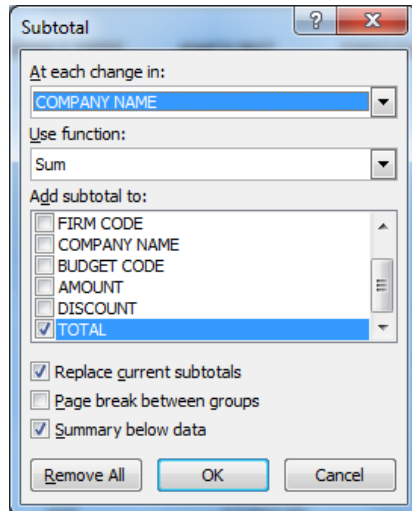 Subtotal
?
At each change in:
COMPANY NAME
Use function:
Sum
Add subtotal to:
FIRM CODE
COMPANY NAME
BUDGET CODE
AMOUNT
DISCOUNT
TOTAL
Replace current subtotals
Page break between groups
Summary below data
Remove All OK Cancel